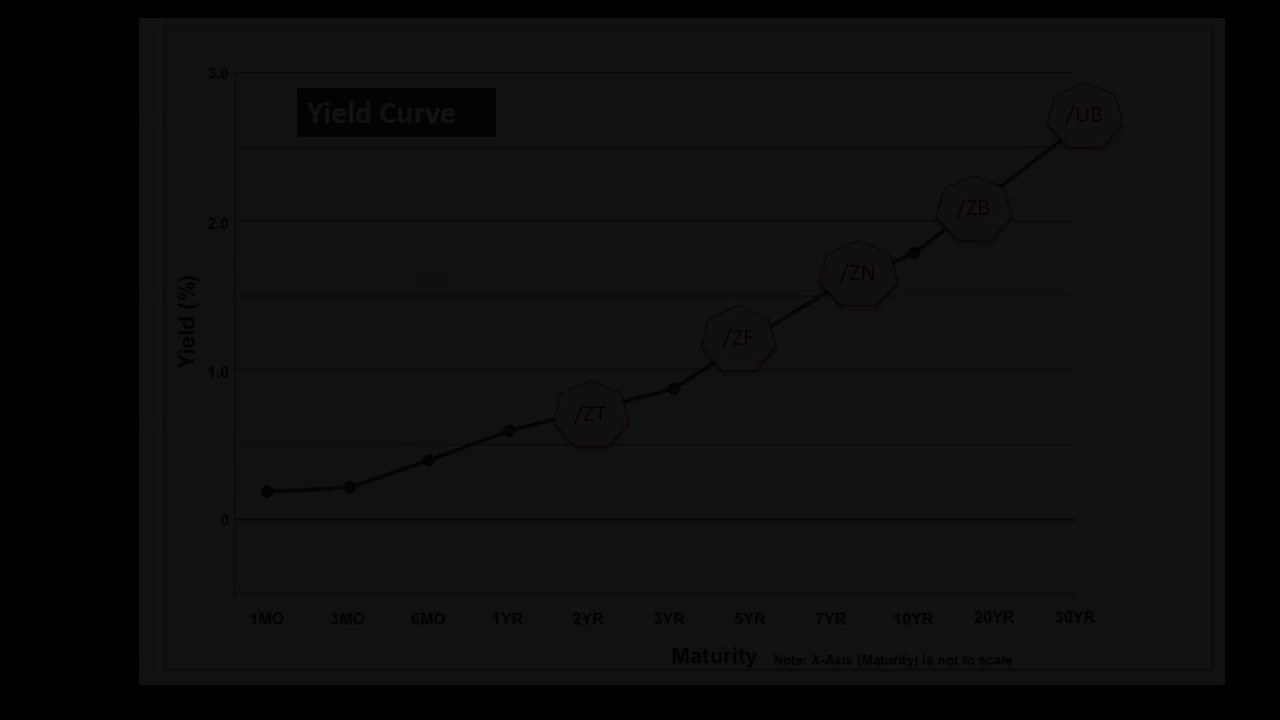 3.0
Yield Curve
/UB
2.0
/ZB
/ZN
Yield (%)
/ZF
1.0
/ZT
0
1MO 3MO 6MO 1YR 2YR 3YR 5YR 7YR 10YR 20YR 30YR
Maturity Note: X-Axis (Maturity) is not to scale